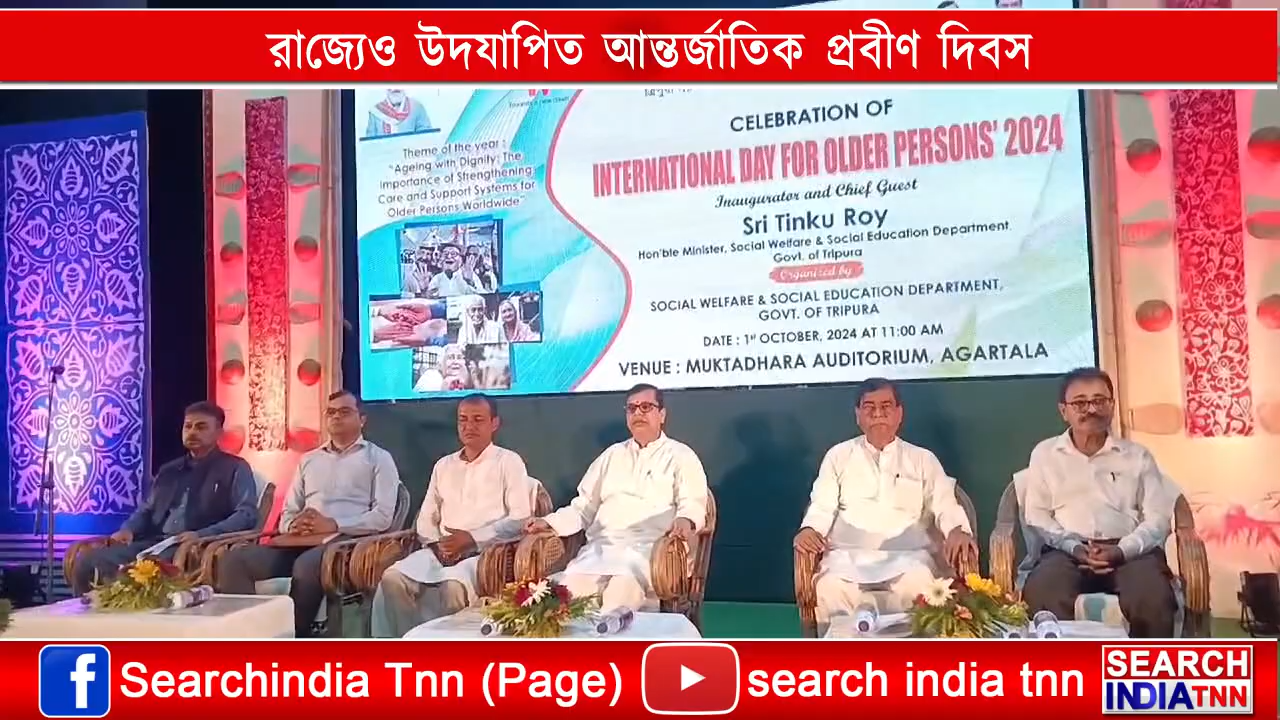 রাজ্যেও উদযাপিত আন্তর্জাতিক প্রবীণ দিবস
Theme of the year :
"Ageing with Dignity: The
Importance of Strengthening
Care and Support Systems for
Older Persons Worldwide"
CELEBRATION OF
INTERNATIONAL DAY FOR OLDER PERSONS' 2024
Inaugurator and Chief Guest
Sri Tinku Roy
Hon'ble Minister, Social Welfare & Social Education Department,
Govt. of Tripura
Organized by
SOCIAL WELFARE & SOCIAL EDUCATION DEPARTMENT,
GOVT. OF TRIPURA
DATE : 1st OCTOBER, 2024 AT 11:00 AM
VENUE : MUKTADHARA AUDITORIUM, AGARTALA
Searchindia Tnn (Page)
search india tnn
SEARCH
INDIATNN